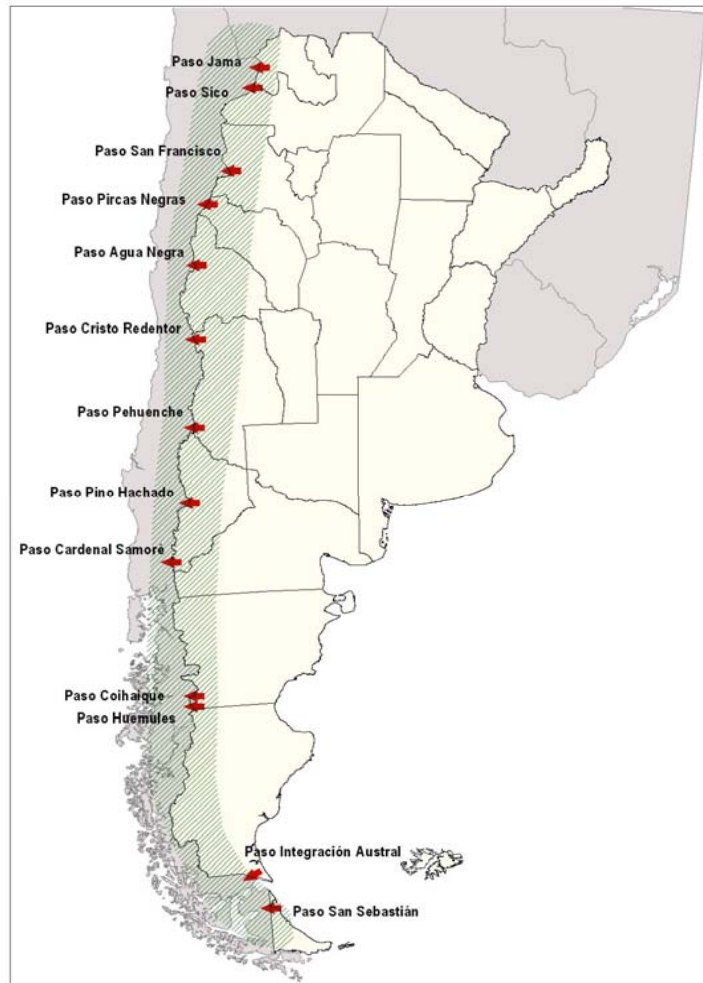 Paso Jama
Paso Sico
Paso San Francisco
Paso Pircas Negras
Paso Agua Negra
Paso Cristo Redentor
Paso Pehuenche
Paso Pino Hachado
Paso Cardenal Samoré
Paso Coihaique
Paso Huemules
Paso Integración Austral
Paso San Sebastián